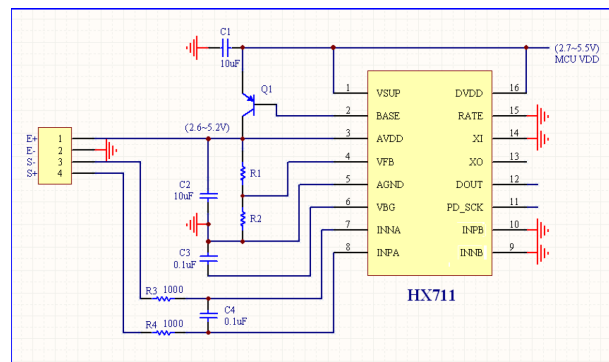 C1
10uF
(2.7~5.5V)
MCU VDD
Q1
(2.6~5.2V)
E+ 1
E- 2
S- 3
S+ 4
R1
R2
C2
10uF
C3
0.1uF
R3 1000
R4 1000
C4
0.1uF
1 VSUP DVDD 16
2 BASE RATE 15
3 AVDD XI 14
4 VFB XO 13
5 AGND DOUT 12
6 VBG PD_SCK 11
7 INNA INPB 10
8 INPA INNB 9
HX711